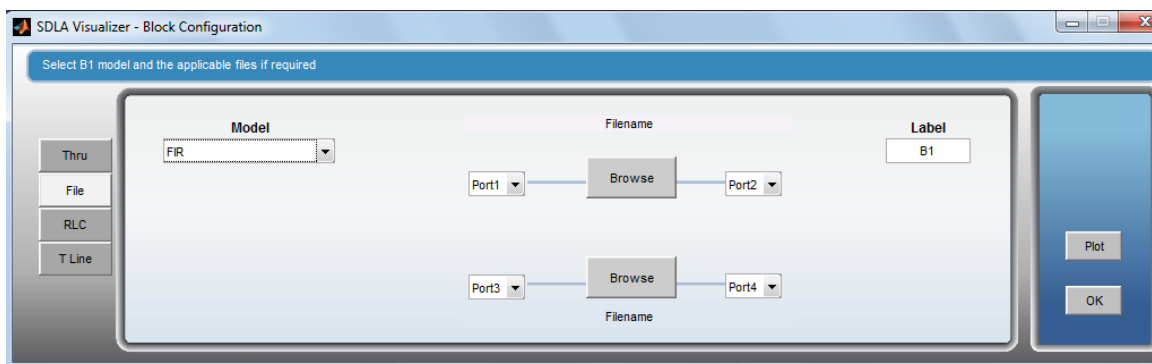 SDLA Visualizer - Block Configuration
Select B1 model and the applicable files if required
Thru
File
RLC
T Line
Model
FIR
Filename
Port1
Browse
Port2
Port3
Browse
Port4
Filename
Label
B1
Plot
OK